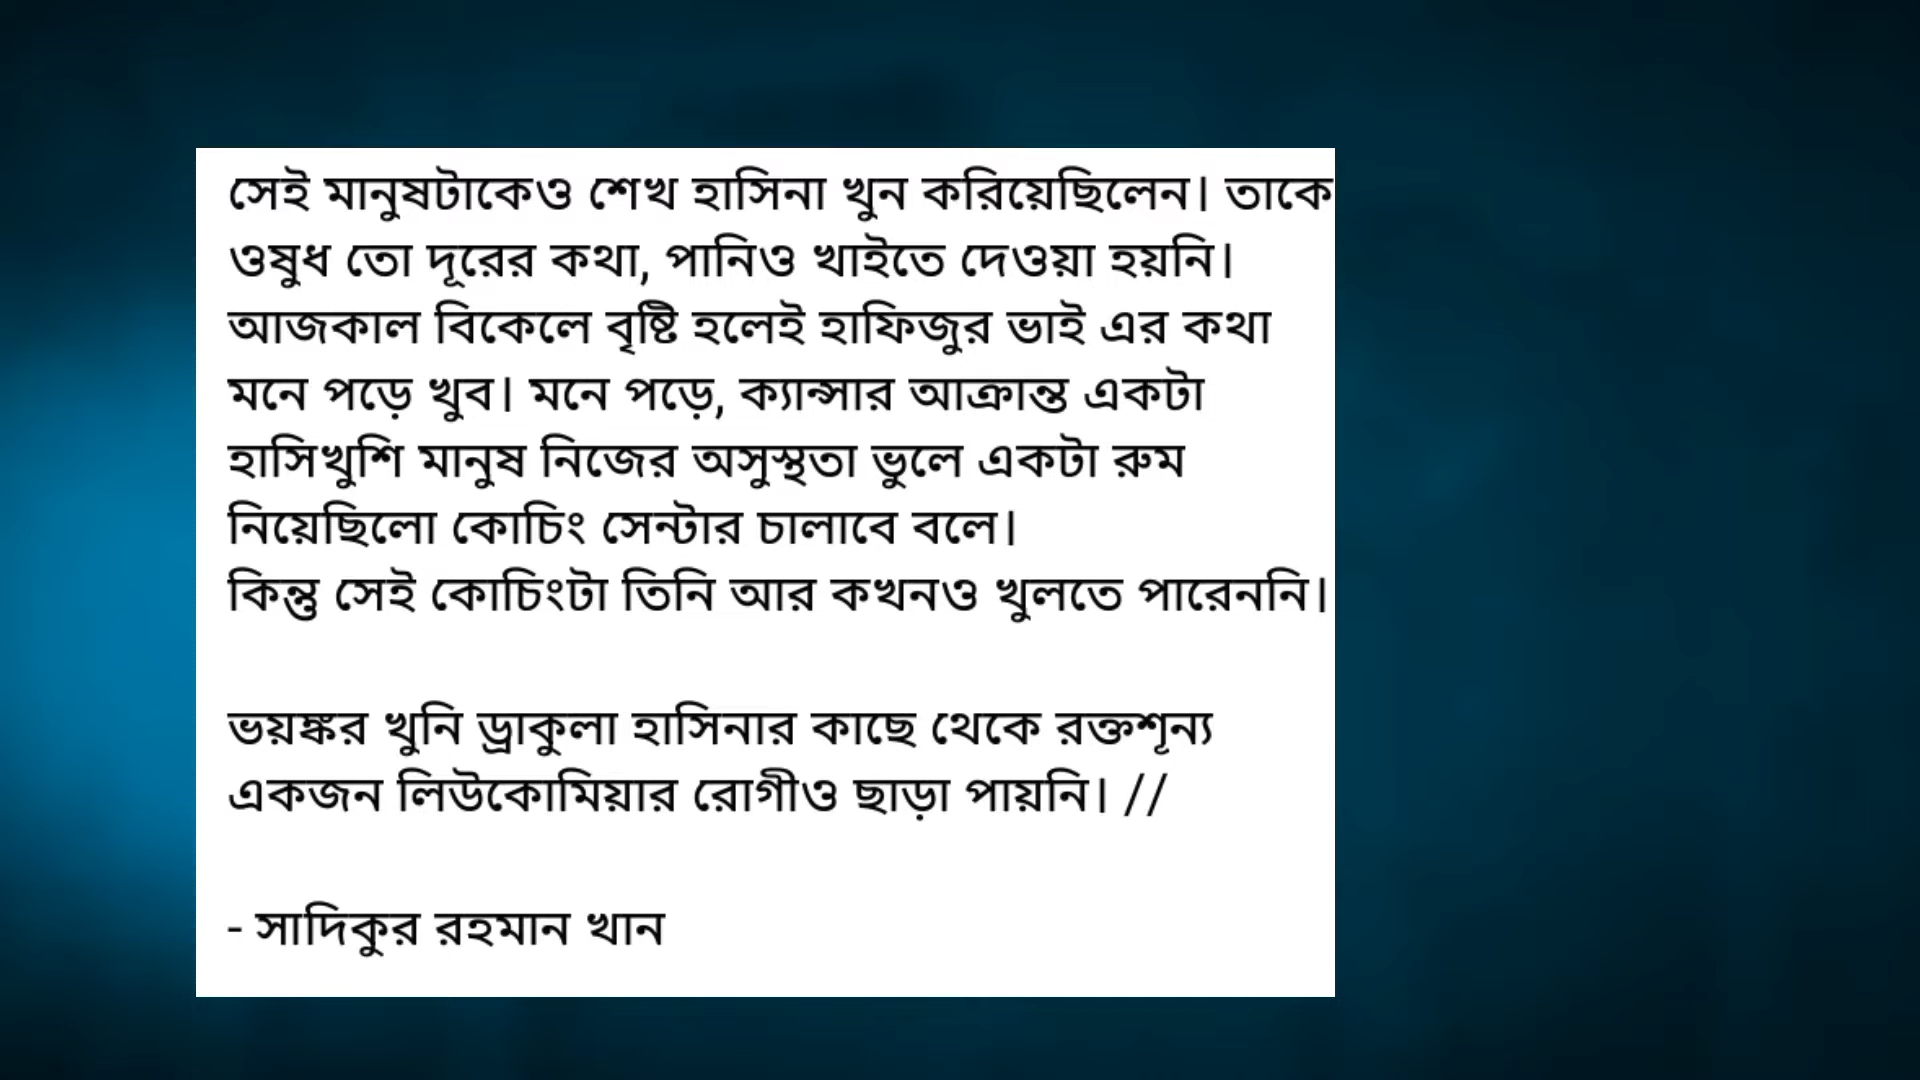 সেই মানুষটাকেও শেখ হাসিনা খুন করিয়েছিলেন। তাকে
ওষুধ তো দূরের কথা, পানিও খাইতে দেওয়া হয়নি।
আজকাল বিকেলে বৃষ্টি হলেই হাফিজুর ভাই এর কথা
মনে পড়ে খুব। মনে পড়ে, ক্যান্সার আক্রান্ত একটা
হাসিখুশি মানুষ নিজের অসুস্থতা ভুলে একটা রুম
নিয়েছিলো কোচিং সেন্টার চালাবে বলে।
কিন্তু সেই কোচিংটা তিনি আর কখনও খুলতে পারেননি।
ভয়ঙ্কর খুনি ড্রাকুলা হাসিনার কাছে থেকে রক্তশূন্য
একজন লিউকোমিয়ার রোগীও ছাড়া পায়নি। //
- সাদিকুর রহমান খান